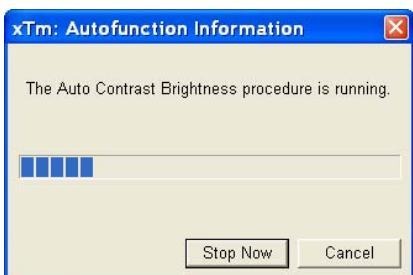 xTm: Autofunction Information
The Auto Contrast Brightness procedure is running.
Stop Now Cancel